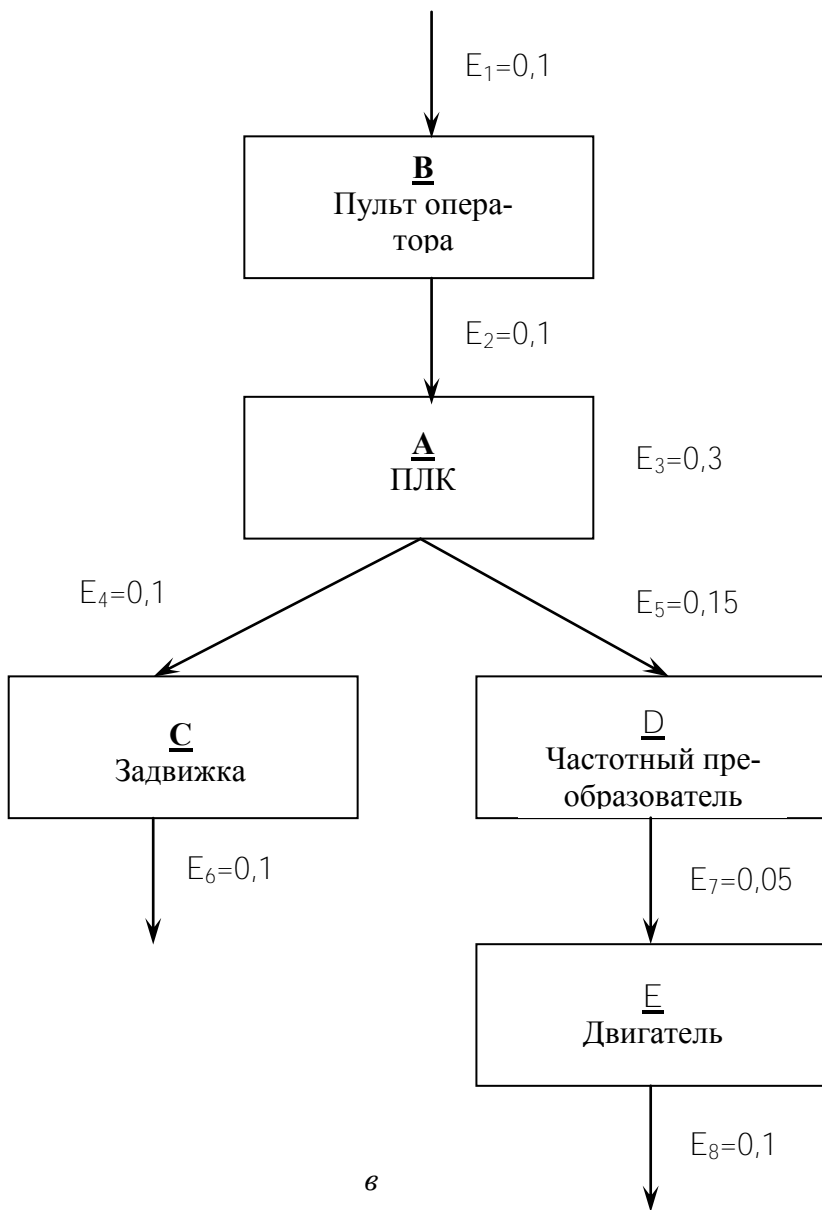 E₁=0,1
B
Пульт опера-
тора
E₂=0,1
A
ПЛК
E₃=0,3
E₄=0,1
E₅=0,15
C
Задвижка
D
Частотный пре-
образователь
E₆=0,1
E₇=0,05
E
Двигатель
E₈=0,1
в